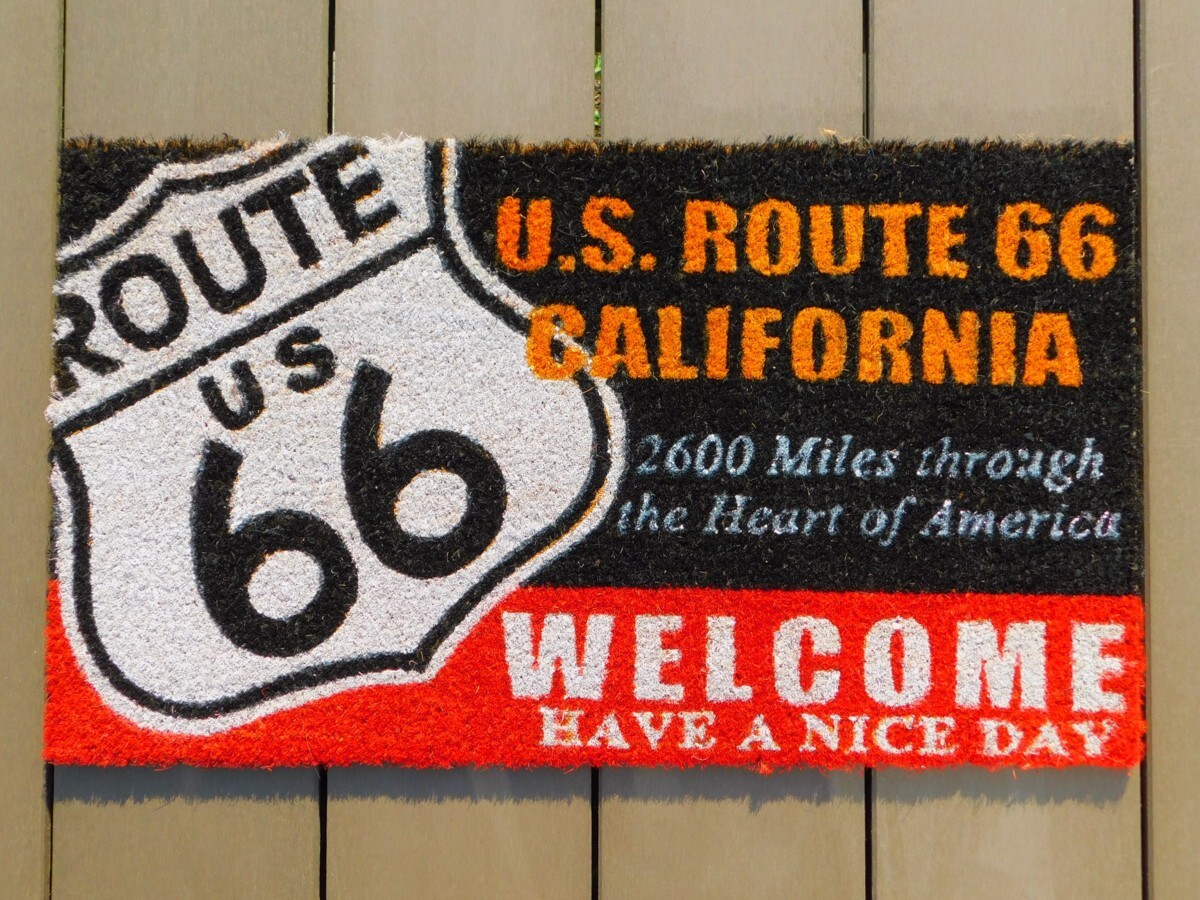 ROUTE
US
66
U.S. ROUTE 66
CALIFORNIA
2600 Miles through
the Heart of America
WELCOME
HAVE A NICE DAY